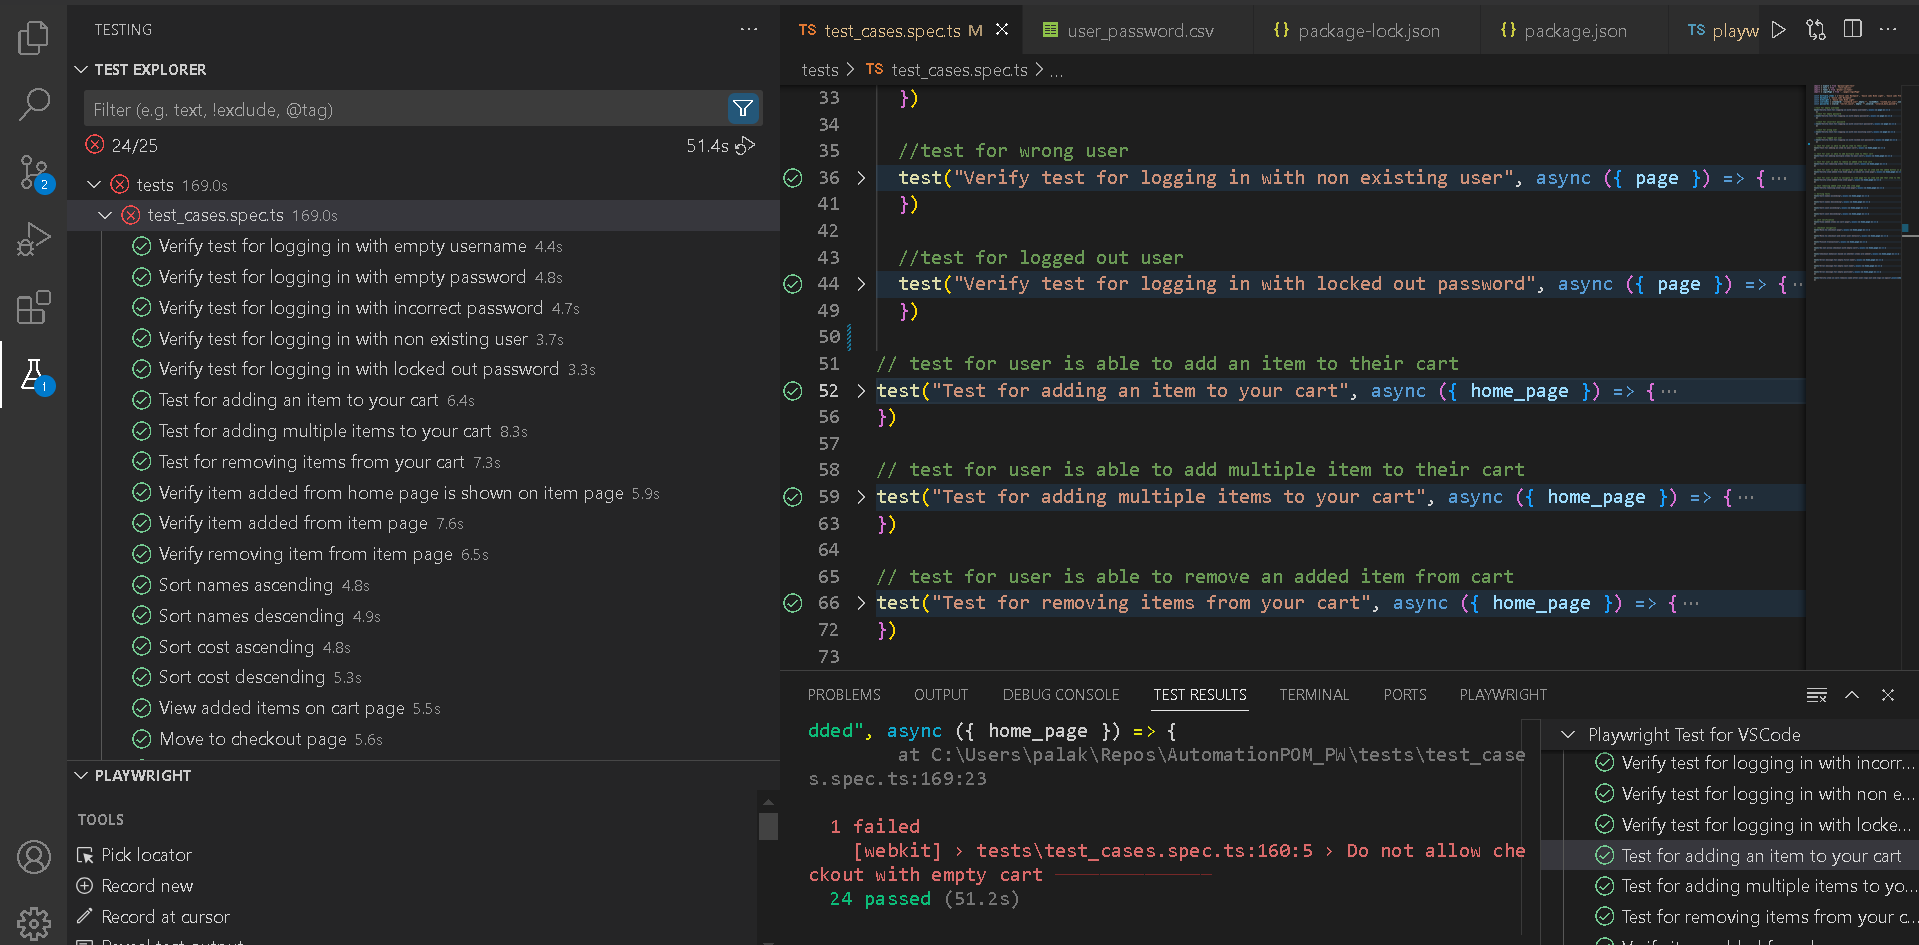 TESTING
TEST EXPLORER
Filter (e.g. text, !exclude, @tag)
24/25 51.4s
tests 169.0s
test_cases.spec.ts 169.0s
Verify test for logging in with empty username 4.4s
Verify test for logging in with empty password 4.8s
Verify test for logging in with incorrect password 4.7s
Verify test for logging in with non existing user 3.7s
Verify test for logging in with locked out password 3.3s
Test for adding an item to your cart 6.4s
Test for adding multiple items to your cart 8.3s
Test for removing items from your cart 7.3s
Verify item added from home page is shown on item page 5.9s
Verify item added from item page 7.6s
Verify removing item from item page 6.5s
Sort names ascending 4.8s
Sort names descending 4.9s
Sort cost ascending 4.8s
Sort cost descending 5.3s
View added items on cart page 5.5s
Move to checkout page 5.6s
PLAYWRIGHT
TOOLS
Pick locator
Record new
Record at cursor
Reveal test output
2
1
TS test_cases.spec.ts M user_password.csv {} package-lock.json {} package.json TS playw
tests > TS test_cases.spec.ts > ...
33 })
34
35 //test for wrong user
36 test("Verify test for logging in with non existing user", async ({ page }) => {···
41 })
42
43 //test for logged out user
44 test("Verify test for logging in with locked out password", async ({ page }) => {··
49 })
50
51 // test for user is able to add an item to their cart
52 test("Test for adding an item to your cart", async ({ home_page }) => {···
56 })
57
58 // test for user is able to add multiple item to their cart
59 test("Test for adding multiple items to your cart", async ({ home_page }) => {···
63 })
64
65 // test for user is able to remove an added item from cart
66 test("Test for removing items from your cart", async ({ home_page }) => {···
72 })
73
PROBLEMS OUTPUT DEBUG CONSOLE TEST RESULTS TERMINAL PORTS PLAYWRIGHT
dded", async ({ home_page }) => {
at C:\Users\palak\Repos\AutomationPOM_PW\tests\test_case
s.spec.ts:169:23
1 failed
[webkit] › tests\test_cases.spec.ts:160:5 › Do not allow che
ckout with empty cart ──────────────
24 passed (51.2s)
Playwright Test for VSCode
Verify test for logging in with incorr...
Verify test for logging in with non e...
Verify test for logging in with locke...
Test for adding an item to your cart
Test for adding multiple items to yo...
Test for removing items from your c...